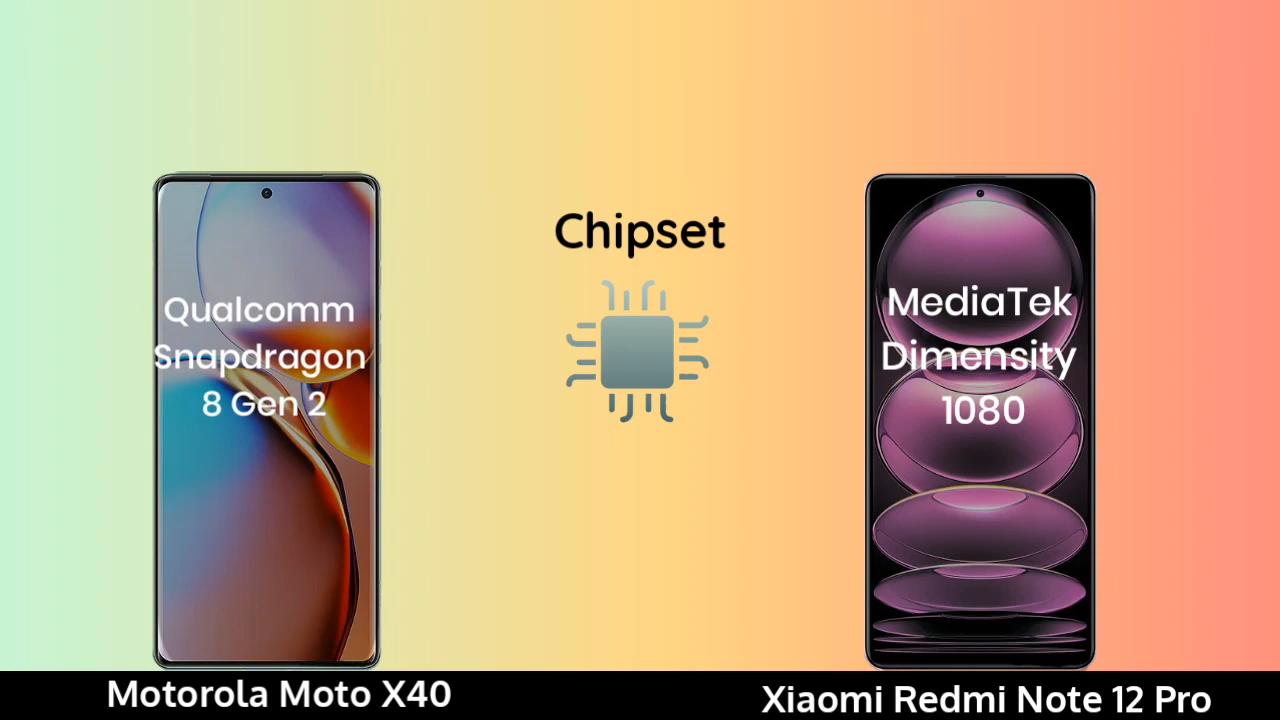 Chipset
Qualcomm
Snapdragon
8 Gen 2
MediaTek
Dimensity
1080
Motorola Moto X40
Xiaomi Redmi Note 12 Pro